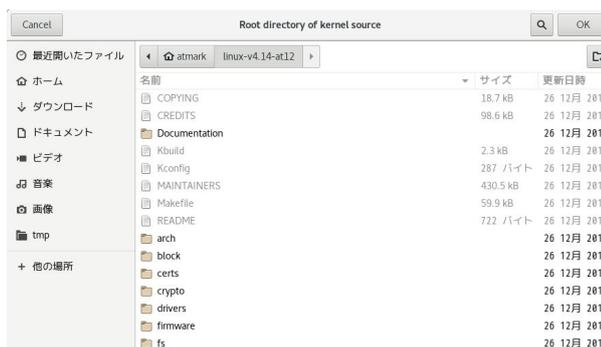 Cancel Root directory of kernel source OK
最近開いたファイル
ホーム
ダウンロード
ドキュメント
ビデオ
音楽
画像
tmp
+ 他の場所
atmark linux-v4.14-at12
名前 サイズ 更新日時
COPYING 18.7 kB 26 12月 201
CREDITS 98.6 kB 26 12月 201
Documentation 26 12月 201
Kbuild 2.3 kB 26 12月 201
Kconfig 287 バイト 26 12月 201
MAINTAINERS 430.5 kB 26 12月 201
Makefile 59.9 kB 26 12月 201
README 722 バイト 26 12月 201
arch 26 12月 201
block 26 12月 201
certs 26 12月 201
crypto 26 12月 201
drivers 26 12月 201
firmware 26 12月 201
fs 26 12月 201